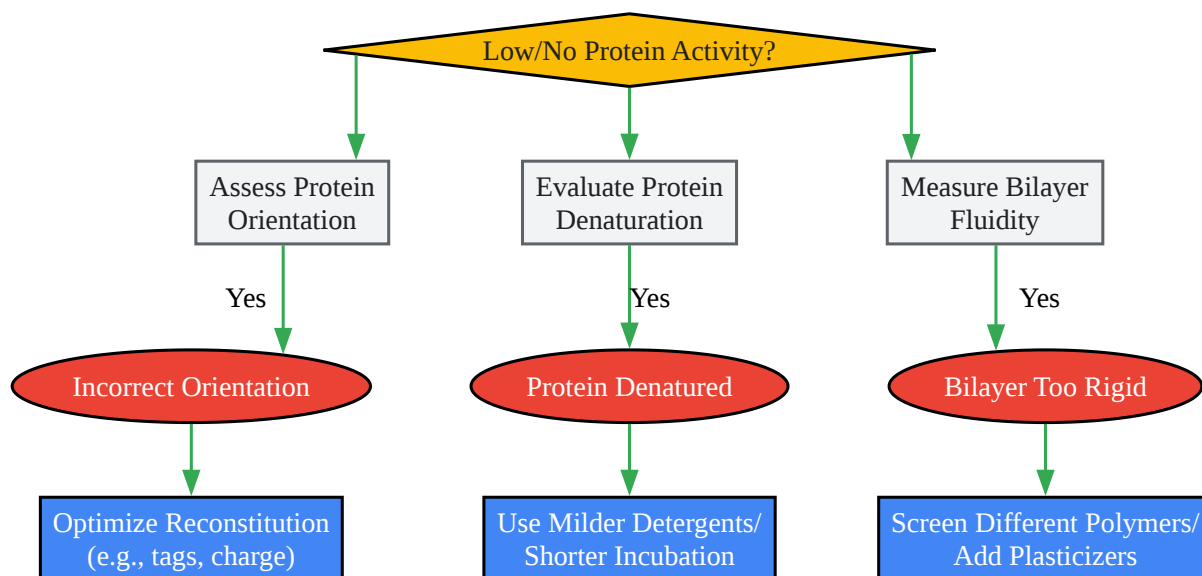 Low/No Protein Activity?
Assess Protein
Orientation
Evaluate Protein
Denaturation
Measure Bilayer
Fluidity
Yes
Yes
Yes
Incorrect Orientation
Protein Denatured
Bilayer Too Rigid
Optimize Reconstitution
(e.g., tags, charge)
Use Milder Detergents/
Shorter Incubation
Screen Different Polymers/
Add Plasticizers